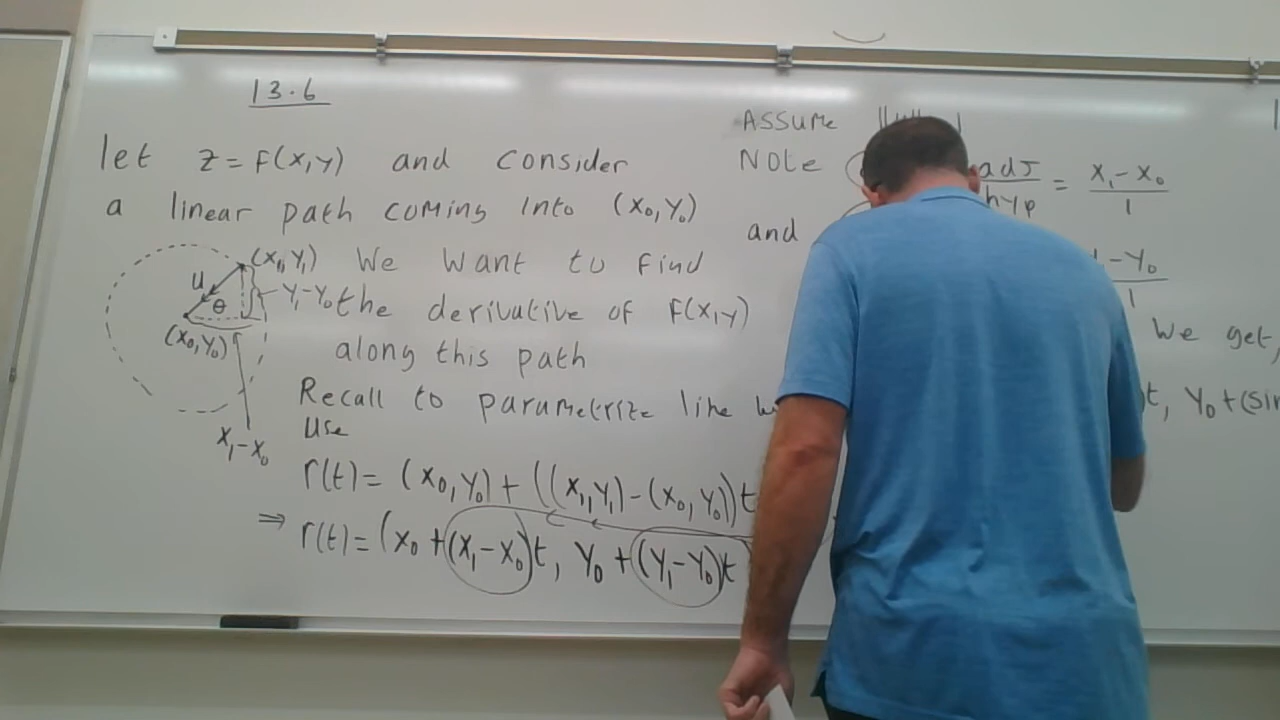 13.6
let z = F(x,y) and consider
a linear path coming into (x₀,y₀)
(x₁,y₁) We want to find
u
θ
y₁-y₀ the derivative of F(x,y)
(x₀,y₀)
along this path
Recall to parametrize line
x₁-x₀
use
r(t) = (x₀,y₀) + ((x₁,y₁) - (x₀,y₀))t
⇒ r(t) = (x₀ + (x₁-x₀)t, y₀ + (y₁-y₀)t
Assume
Note adj/hyp = x₁-x₀/1
and
-y₀/1
We get,
t, y₀+(sin